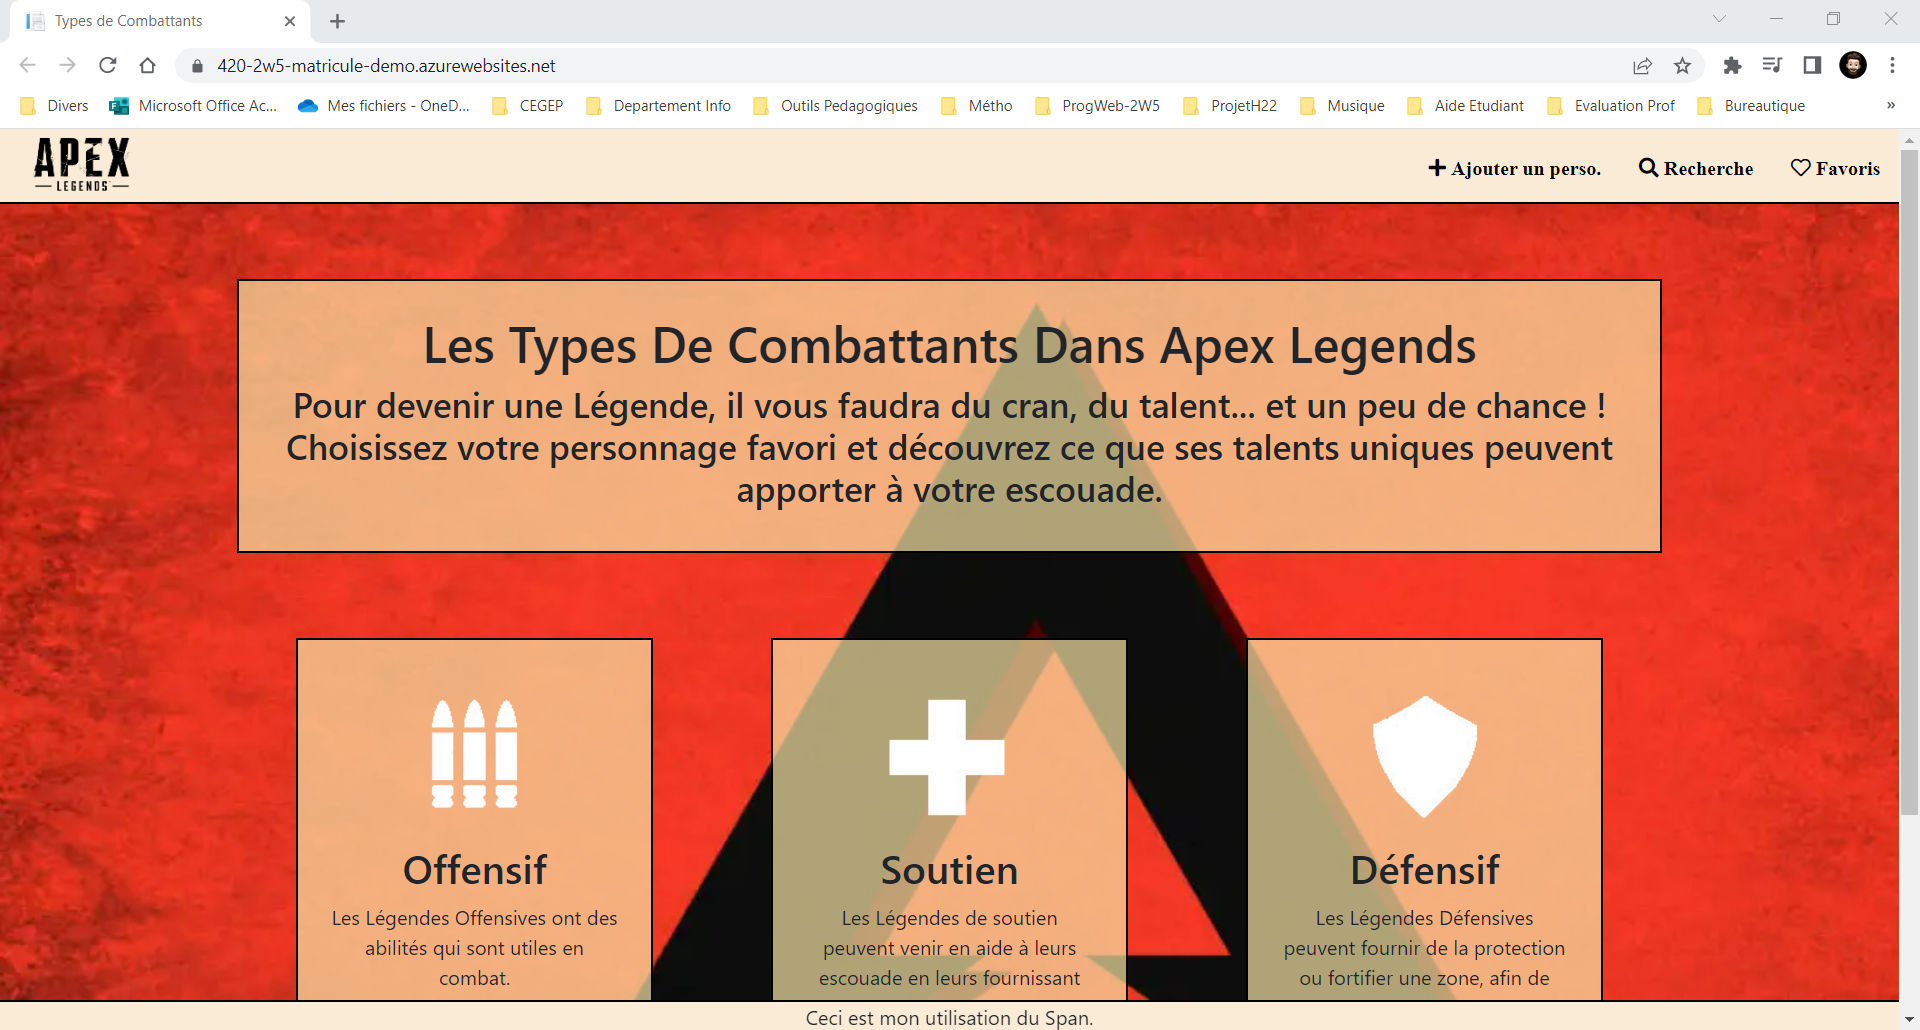 Types de Combattants
420-2w5-matricule-demo.azurewebsites.net
Divers Microsoft Office Ac... Mes fichiers - OneD... CEGEP Departement Info Outils Pedagogiques Métho ProgWeb-2W5 ProjetH22 Musique Aide Etudiant Evaluation Prof Bureautique »
APEX
LEGENDS
Ajouter un perso. Recherche Favoris
Les Types De Combattants Dans Apex Legends
Pour devenir une Légende, il vous faudra du cran, du talent... et un peu de chance !
Choisissez votre personnage favori et découvrez ce que ses talents uniques peuvent
apporter à votre escouade.
Offensif
Les Légendes Offensives ont des
abilités qui sont utiles en
combat.
Soutien
Les Légendes de soutien
peuvent venir en aide à leurs
escouade en leurs fournissant
Défensif
Les Légendes Défensives
peuvent fournir de la protection
ou fortifier une zone, afin de
Ceci est mon utilisation du Span.